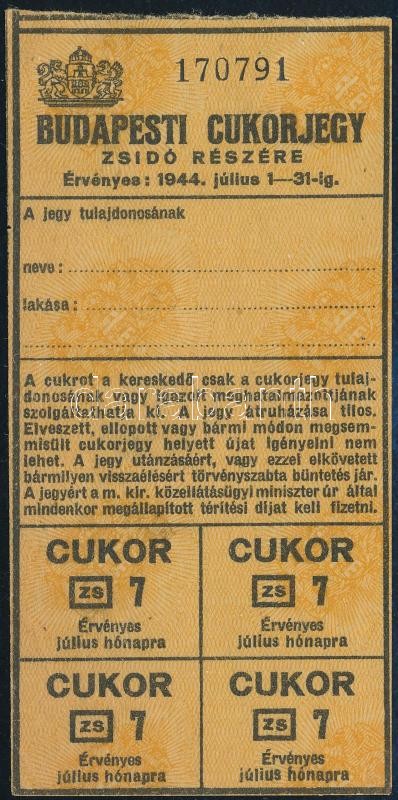 170791
BUDAPESTI CUKORJEGY
ZSIDÓ RÉSZÉRE
Érvényes: 1944. július 1—31-ig.
A jegy tulajdonosának
neve:
lakása:
A cukrot a kereskedő csak a cukorjegy tulaj-
donosának vagy igazolt meghatalmazottjának
szolgáltathatja ki. A jegy átruházása tilos.
Elveszett, ellopott vagy bármi módon megsem-
misült cukorjegy helyett újat igényelni nem
lehet. A jegy utánzásáért, vagy ezzel elkövetett
bármilyen visszaélésért törvényszabta büntetés jár.
A jegyért a m. kir. közellátásügyi miniszter úr által
mindenkor megállapított térítési díjat kell fizetni.
CUKOR
zs 7
Érvényes
július hónapra
CUKOR
zs 7
Érvényes
július hónapra
CUKOR
zs 7
Érvényes
július hónapra
CUKOR
zs 7
Érvényes
július hónapra